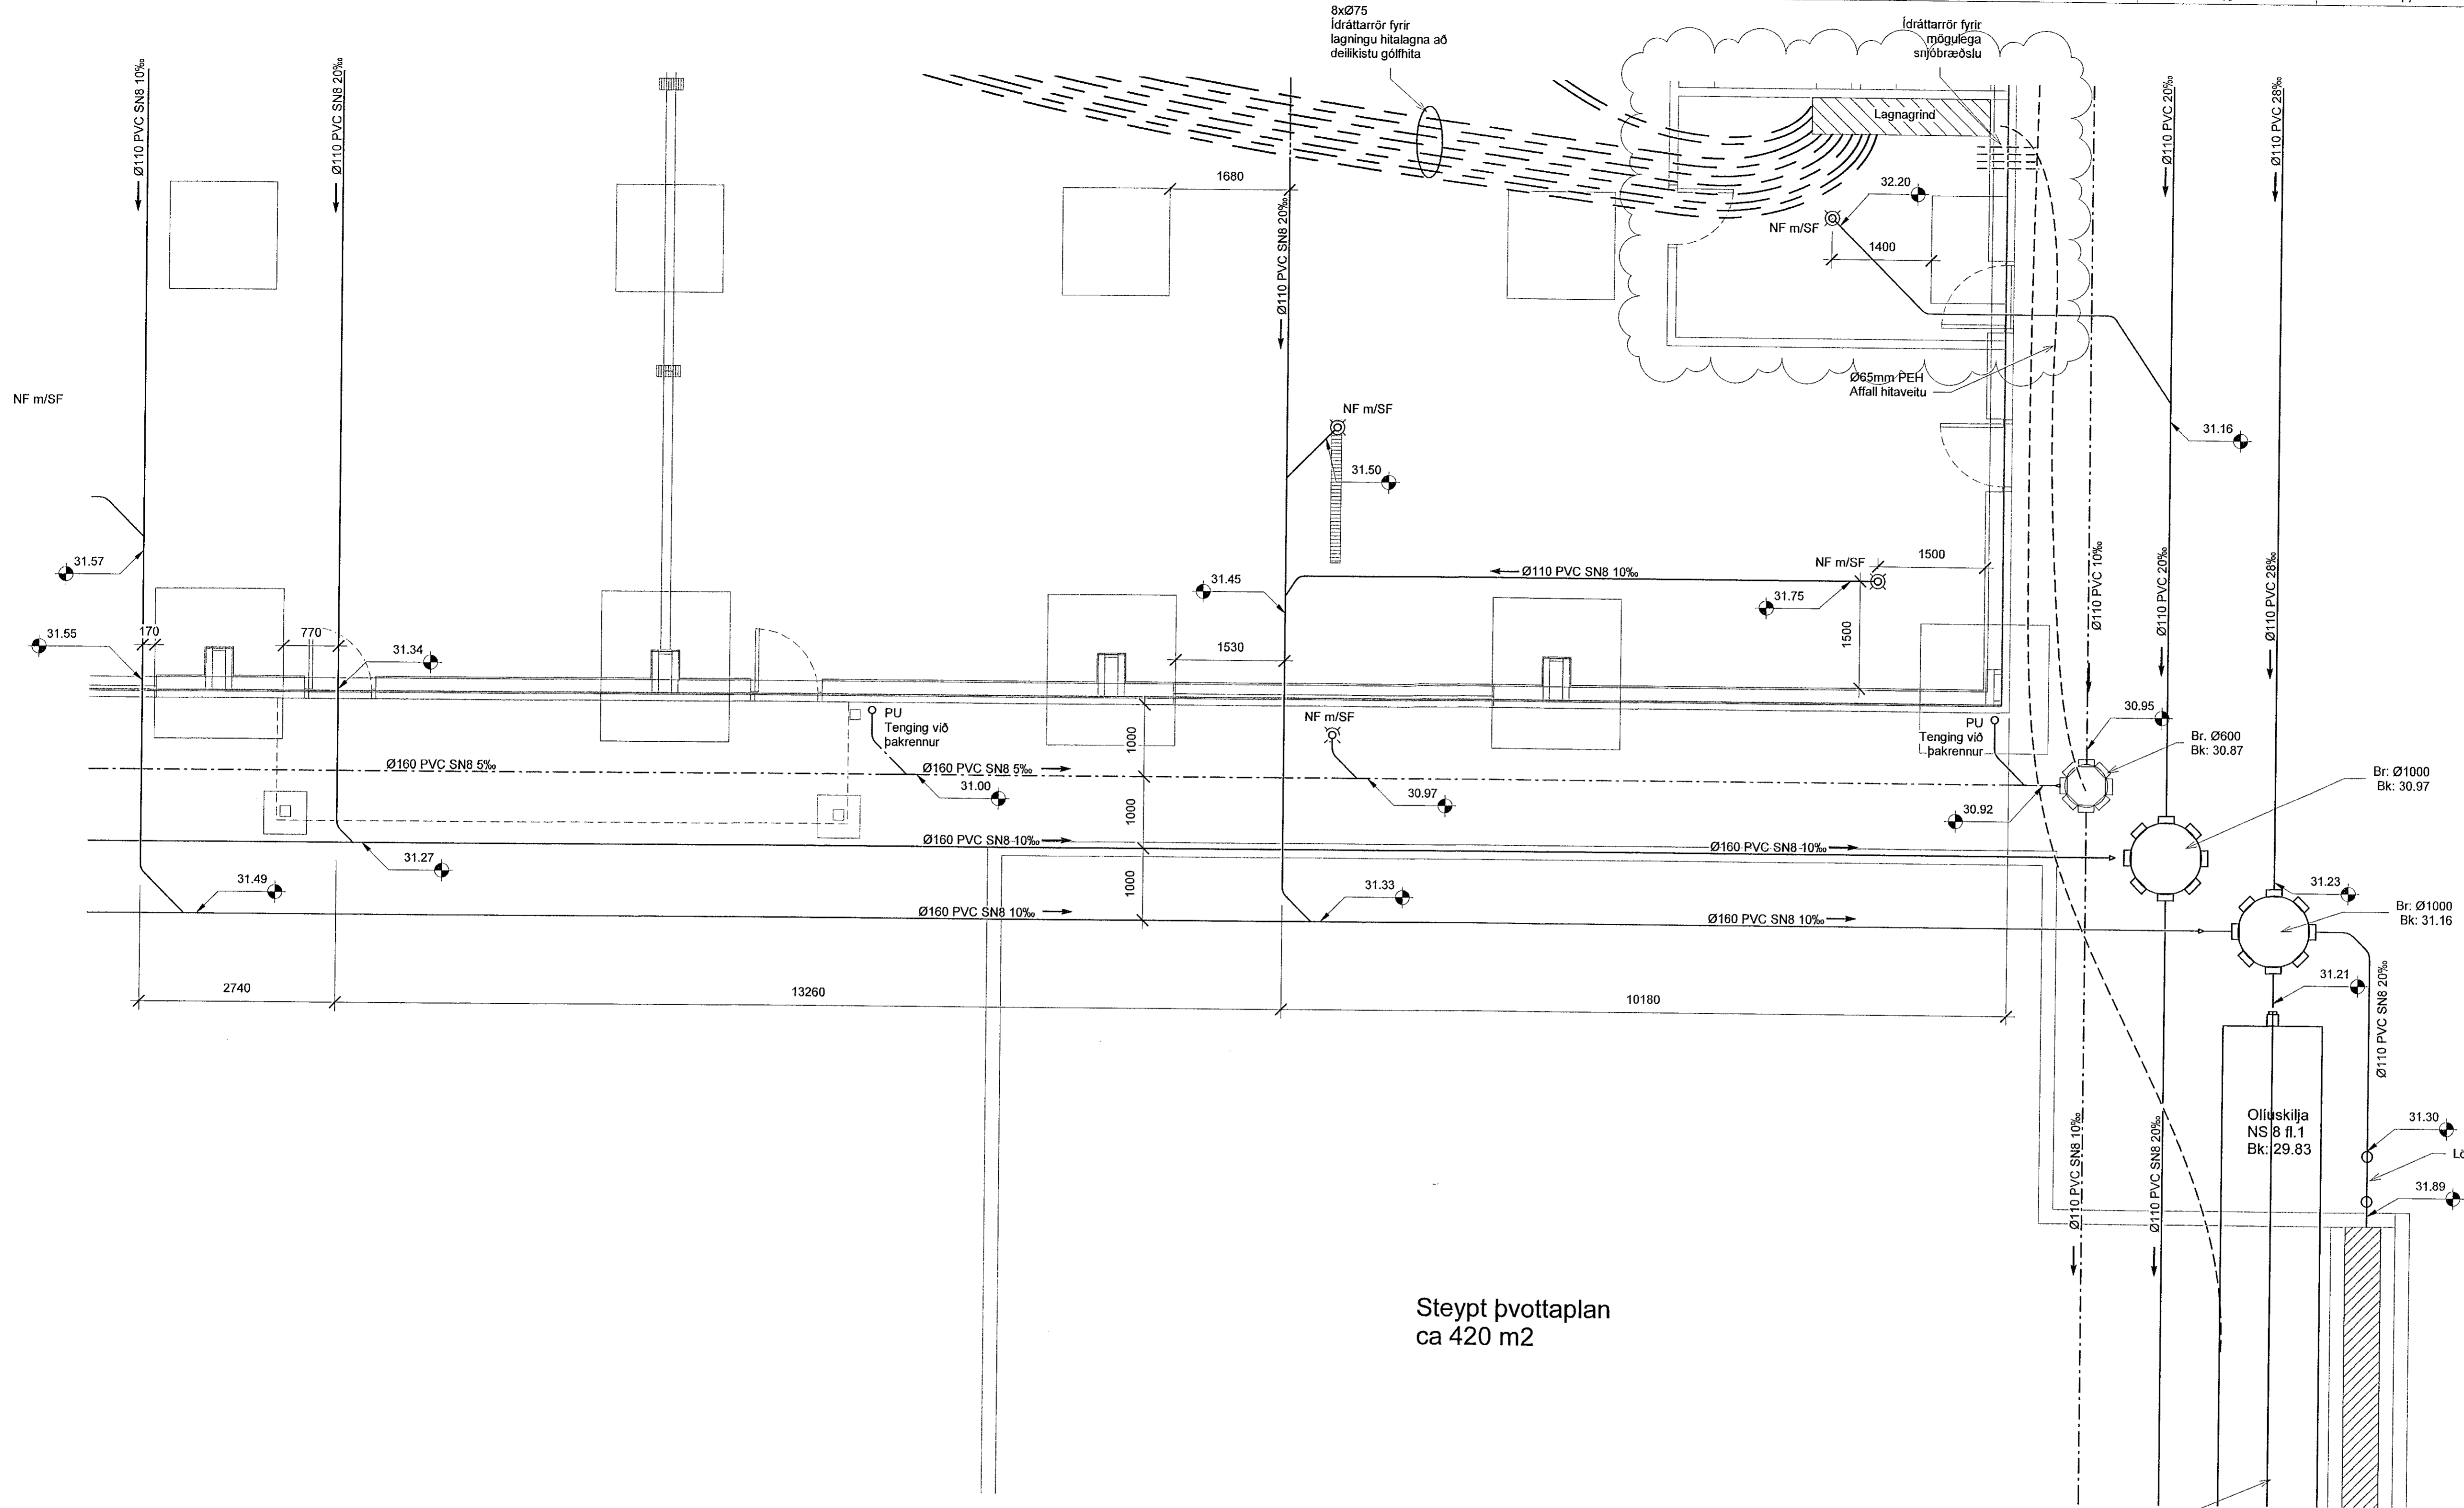 8xØ75
Ídráttarrör fyrir
lagningu hitalagna að
deilikistu gólfhita
Ídráttarrör fyrir
mögulega
snjóbræðslu
Lagnagrind
Ø110 PVC SN8 10‰
Ø110 PVC SN8 20‰
Ø110 PVC SN8 20‰
Ø110 PVC 20‰
Ø110 PVC 28‰
1680
32.20
NF m/SF
1400
Ø65mm PEH
Affall hitaveitu
NF m/SF
NF m/SF
31.16
31.50
31.57
NF m/SF
1500
Ø110 PVC SN8 10‰
31.45
31.75
1500
Ø110 PVC 10‰
Ø110 PVC 20‰
Ø110 PVC 28‰
31.55
170
770
31.34
1530
PU
Tenging við
þakrennur
NF m/SF
PU
Tenging við
þakrennur
30.95
Br. Ø600
Bk: 30.87
1000
Ø160 PVC SN8 5‰
Ø160 PVC SN8 5‰
31.00
30.97
30.92
Br: Ø1000
Bk: 30.97
1000
Ø160 PVC SN8 10‰
Ø160 PVC SN8 10‰
31.27
31.49
1000
31.33
31.23
Ø160 PVC SN8 10‰
Ø160 PVC SN8 10‰
Br: Ø1000
Bk: 31.16
2740
13260
10180
31.21
Ø110 PVC SN8 20‰
Olíuskilja
NS 8 fl.1
Bk: 29.83
31.30
31.89
Ø110 PVC SN8 10‰
Ø110 PVC SN8 20‰
Steypt þvottaplan
ca 420 m2